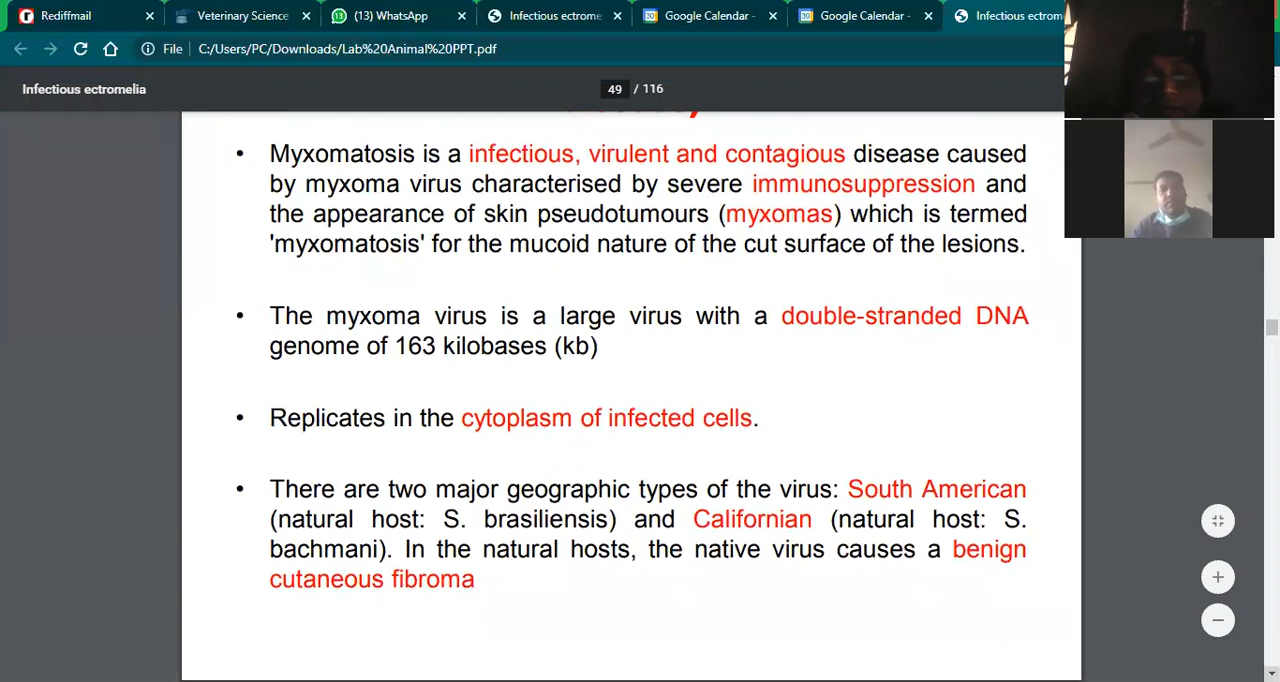 Rediffmail
Veterinary Science
(13) WhatsApp
Infectious ectrome
Google Calendar -
Google Calendar -
Infectious ectrom
File
C:/Users/PC/Downloads/Lab%20Animal%20PPT.pdf
Infectious ectromelia
49 / 116
• Myxomatosis is a infectious, virulent and contagious disease caused
by myxoma virus characterised by severe immunosuppression and
the appearance of skin pseudotumours (myxomas) which is termed
'myxomatosis' for the mucoid nature of the cut surface of the lesions.
• The myxoma virus is a large virus with a double-stranded DNA
genome of 163 kilobases (kb)
• Replicates in the cytoplasm of infected cells.
• There are two major geographic types of the virus: South American
(natural host: S. brasiliensis) and Californian (natural host: S.
bachmani). In the natural hosts, the native virus causes a benign
cutaneous fibroma